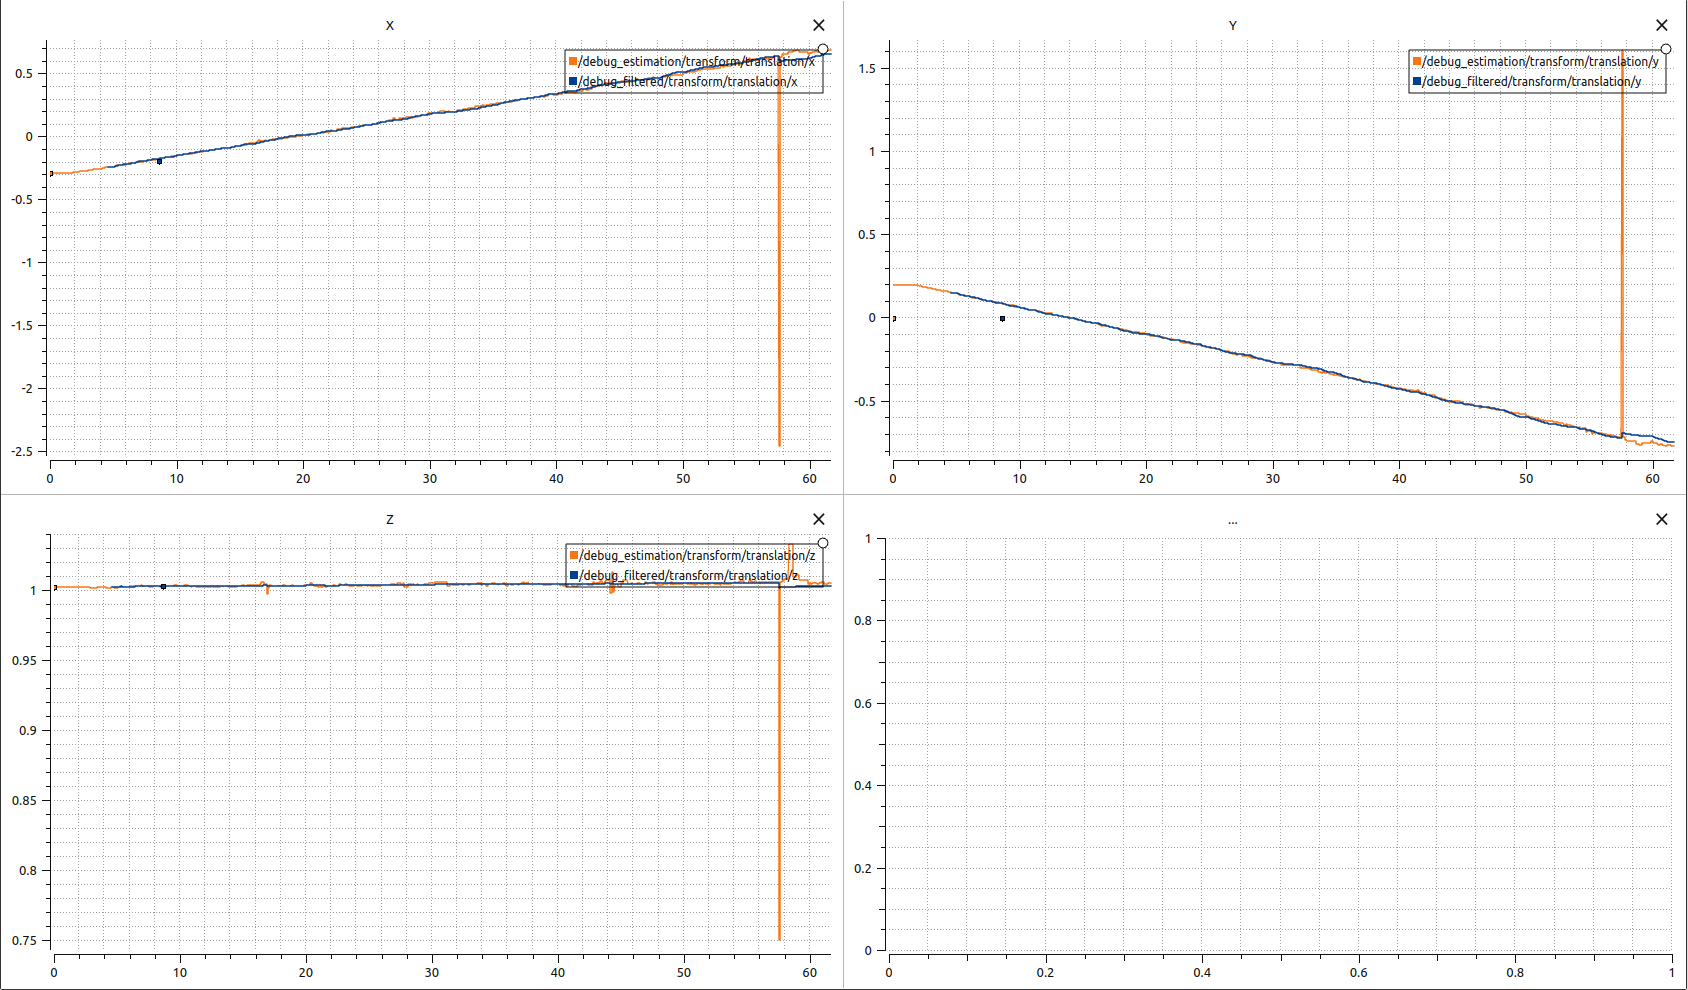 X
/debug_estimation/transform/translation/x
/debug_filtered/transform/translation/x
0.5
0
-0.5
-1
-1.5
-2
-2.5
0 10 20 30 40 50 60
Y
/debug_estimation/transform/translation/y
/debug_filtered/transform/translation/y
1.5
1
0.5
0
-0.5
0 10 20 30 40 50 60
Z
/debug_estimation/transform/translation/z
/debug_filtered/transform/translation/z
1
0.95
0.9
0.85
0.8
0.75
0 10 20 30 40 50 60
...
1
0.8
0.6
0.4
0.2
0
0 0.2 0.4 0.6 0.8 1